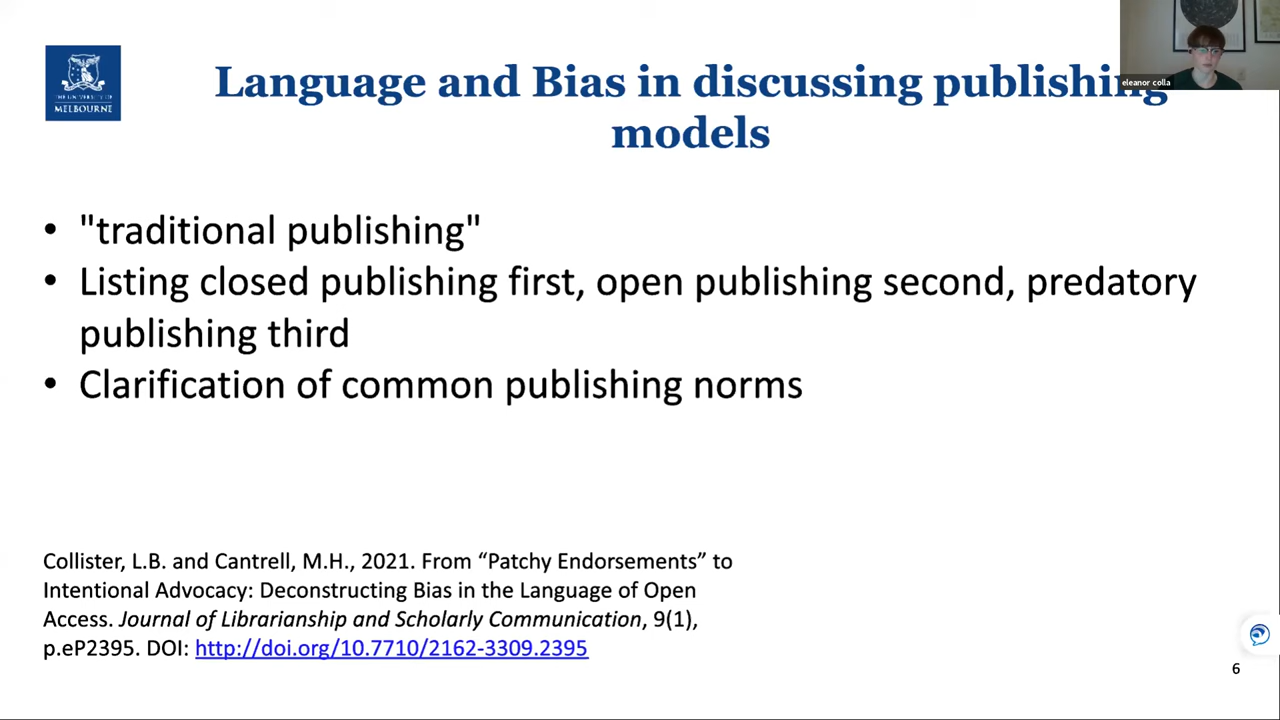 THE UNIVERSITY OF
MELBOURNE
Language and Bias in discussing publishing
models
eleanor colla
• "traditional publishing"
• Listing closed publishing first, open publishing second, predatory
publishing third
• Clarification of common publishing norms
Collister, L.B. and Cantrell, M.H., 2021. From “Patchy Endorsements” to
Intentional Advocacy: Deconstructing Bias in the Language of Open
Access. Journal of Librarianship and Scholarly Communication, 9(1),
p.eP2395. DOI: http://doi.org/10.7710/2162-3309.2395
6